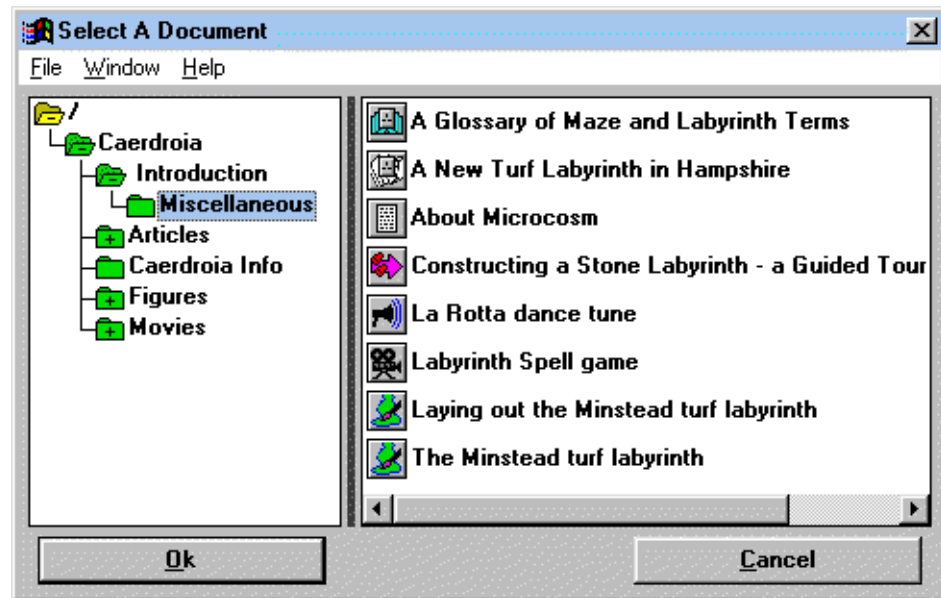 Select A Document
File Window Help
/
Caerdroia
Introduction
Miscellaneous
Articles
Caerdroia Info
Figures
Movies
A Glossary of Maze and Labyrinth Terms
A New Turf Labyrinth in Hampshire
About Microcosm
Constructing a Stone Labyrinth - a Guided Tour
La Rotta dance tune
Labyrinth Spell game
Laying out the Minstead turf labyrinth
The Minstead turf labyrinth
Ok
Cancel